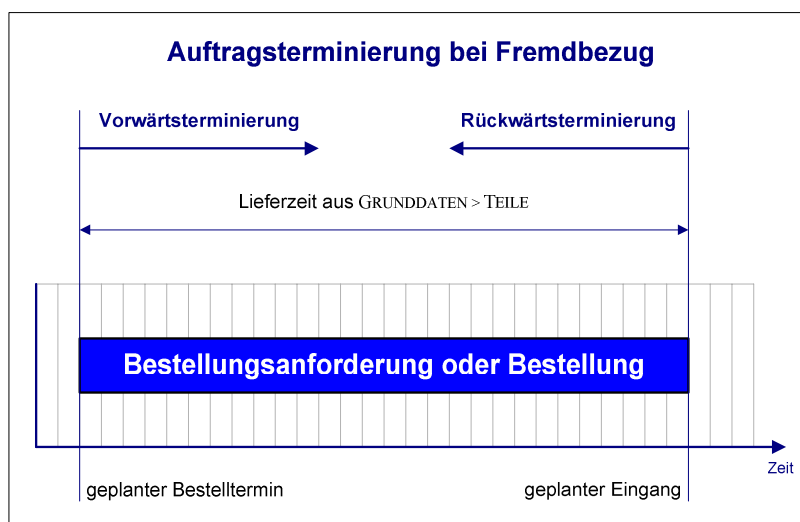 Auftragsterminierung bei Fremdbezug
Vorwärtsterminierung
Rückwärtsterminierung
Lieferzeit aus GRUNDDATEN > TEILE
Bestellungsanforderung oder Bestellung
Zeit
geplanter Bestelltermin
geplanter Eingang